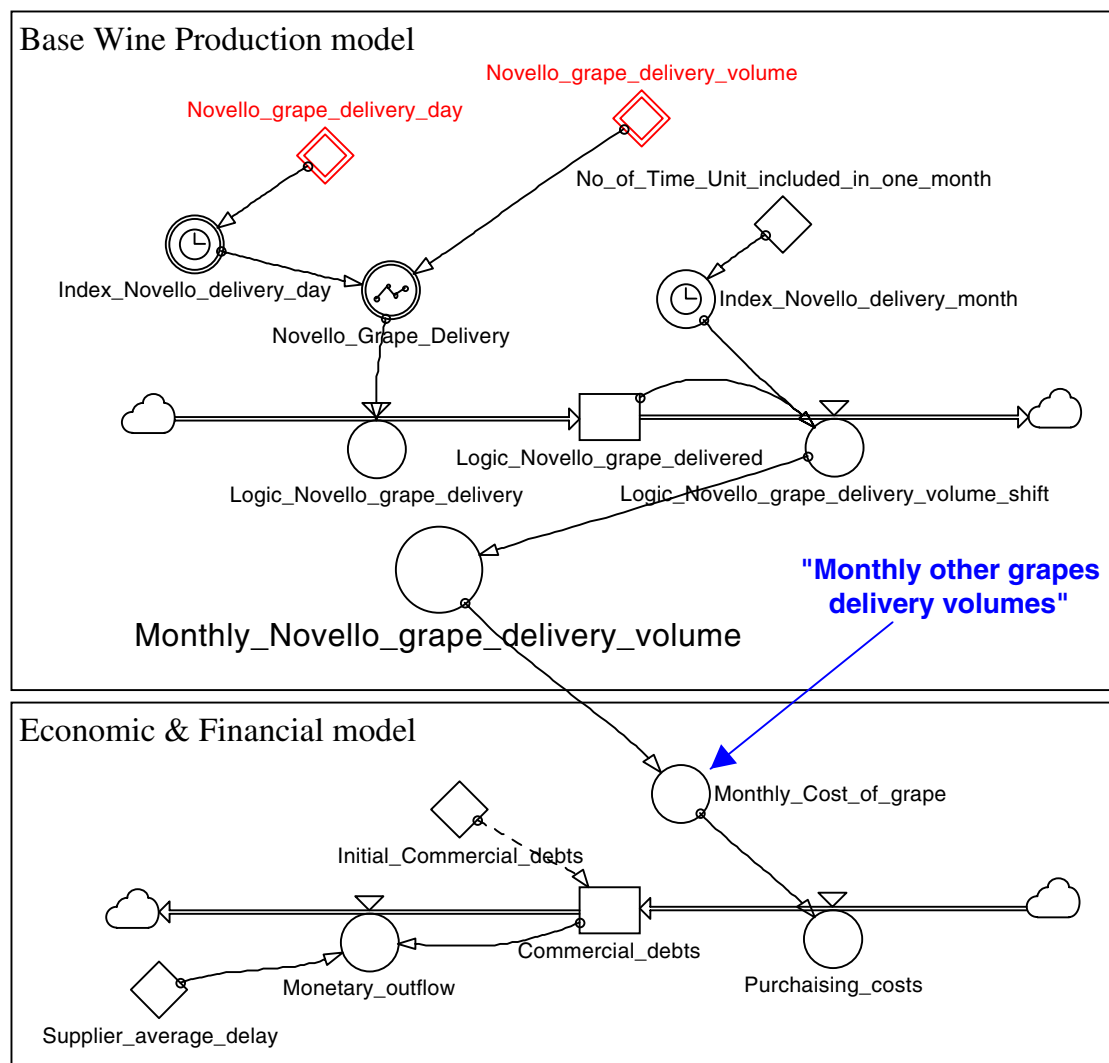 Base Wine Production model
Novello_grape_delivery_volume
Novello_grape_delivery_day
No_of_Time_Unit_included_in_one_month
Index_Novello_delivery_day
Index_Novello_delivery_month
Novello_Grape_Delivery
Logic_Novello_grape_delivered
Logic_Novello_grape_delivery
Logic_Novello_grape_delivery_volume_shift
"Monthly other grapes
delivery volumes"
Monthly_Novello_grape_delivery_volume
Economic & Financial model
Monthly_Cost_of_grape
Initial_Commercial_debts
Commercial_debts
Purchaising_costs
Monetary_outflow
Supplier_average_delay